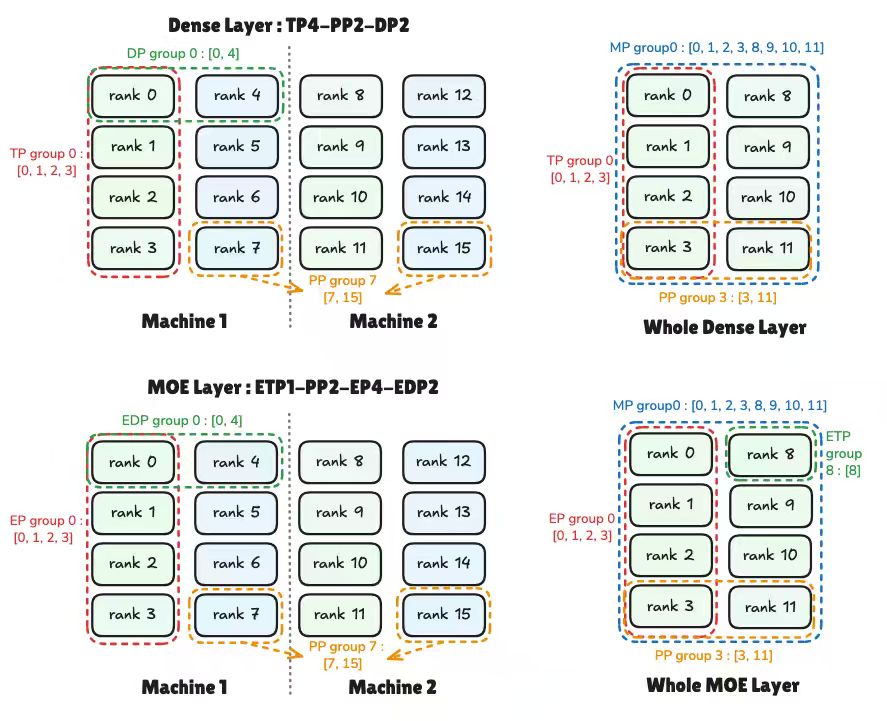 Dense Layer : TP4-PP2-DP2
DP group 0 : [0, 4]
rank 0
rank 4
rank 8
rank 12
TP group 0 :
[0, 1, 2, 3]
rank 1
rank 5
rank 9
rank 13
rank 2
rank 6
rank 10
rank 14
rank 3
rank 7
rank 11
rank 15
PP group 7
[7, 15]
Machine 1
Machine 2
MP group0 : [0, 1, 2, 3, 8, 9, 10, 11]
rank 0
rank 8
TP group 0
[0, 1, 2, 3]
rank 1
rank 9
rank 2
rank 10
rank 3
rank 11
PP group 3 : [3, 11]
Whole Dense Layer
MOE Layer : ETP1-PP2-EP4-EDP2
EDP group 0 : [0, 4]
rank 0
rank 4
rank 8
rank 12
EP group 0 :
[0, 1, 2, 3]
rank 1
rank 5
rank 9
rank 13
rank 2
rank 6
rank 10
rank 14
rank 3
rank 7
rank 11
rank 15
PP group 7 :
[7, 15]
Machine 1
Machine 2
MP group0 : [0, 1, 2, 3, 8, 9, 10, 11]
rank 0
rank 8
ETP
group
8 : [8]
EP group 0
[0, 1, 2, 3]
rank 1
rank 9
rank 2
rank 10
rank 3
rank 11
PP group 3 : [3, 11]
Whole MOE Layer